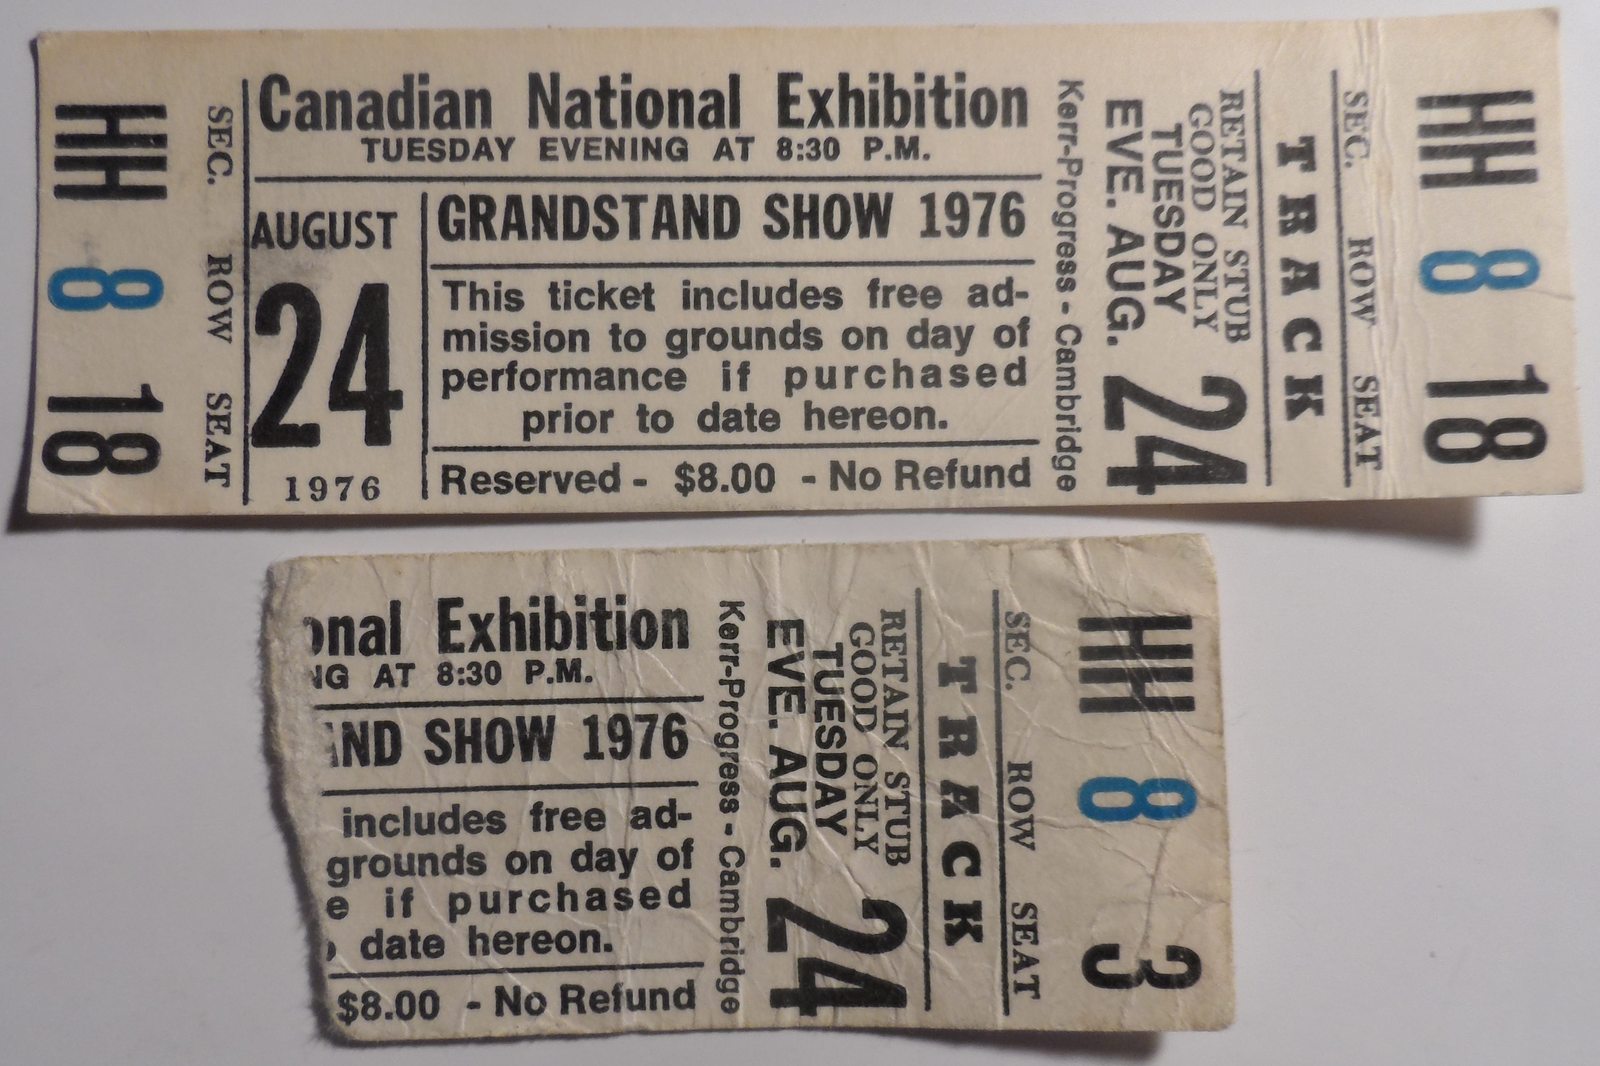 HH 8 18
SEC. ROW SEAT
Canadian National Exhibition
TUESDAY EVENING AT 8:30 P.M.
AUGUST
24
1976
GRANDSTAND SHOW 1976
This ticket includes free ad-
mission to grounds on day of
performance if purchased
prior to date hereon.
Reserved - $8.00 - No Refund
Kerr-Progress - Cambridge
RETAIN STUB
GOOD ONLY
TUESDAY
EVE. AUG. 24
TRACK
SEC. ROW SEAT
HH 8 18
onal Exhibition
NG AT 8:30 P.M.
AND SHOW 1976
includes free ad-
grounds on day of
e if purchased
date hereon.
$8.00 - No Refund
Kerr-Progress - Cambridge
RETAIN STUB
GOOD ONLY
TUESDAY
EVE. AUG. 24
TRACK
SEC. ROW SEAT
HH 8 3